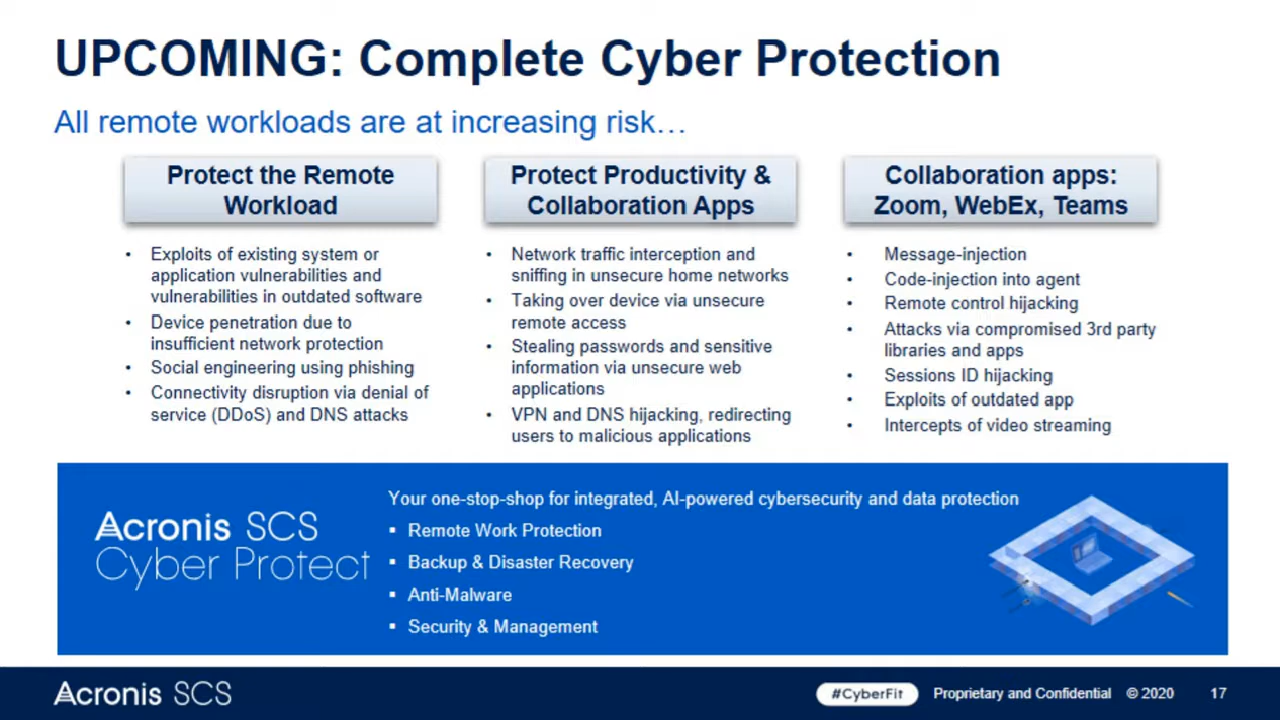 UPCOMING: Complete Cyber Protection
All remote workloads are at increasing risk…
Protect the Remote
Workload
• Exploits of existing system or
application vulnerabilities and
vulnerabilities in outdated software
• Device penetration due to
insufficient network protection
• Social engineering using phishing
• Connectivity disruption via denial of
service (DDoS) and DNS attacks
Protect Productivity &
Collaboration Apps
• Network traffic interception and
sniffing in unsecure home networks
• Taking over device via unsecure
remote access
• Stealing passwords and sensitive
information via unsecure web
applications
• VPN and DNS hijacking, redirecting
users to malicious applications
Collaboration apps:
Zoom, WebEx, Teams
• Message-injection
• Code-injection into agent
• Remote control hijacking
• Attacks via compromised 3rd party
libraries and apps
• Sessions ID hijacking
• Exploits of outdated app
• Intercepts of video streaming
Acronis SCS
Cyber Protect
Your one-stop-shop for integrated, AI-powered cybersecurity and data protection
▪ Remote Work Protection
▪ Backup & Disaster Recovery
▪ Anti-Malware
▪ Security & Management
Acronis SCS
#CyberFit
Proprietary and Confidential © 2020 17